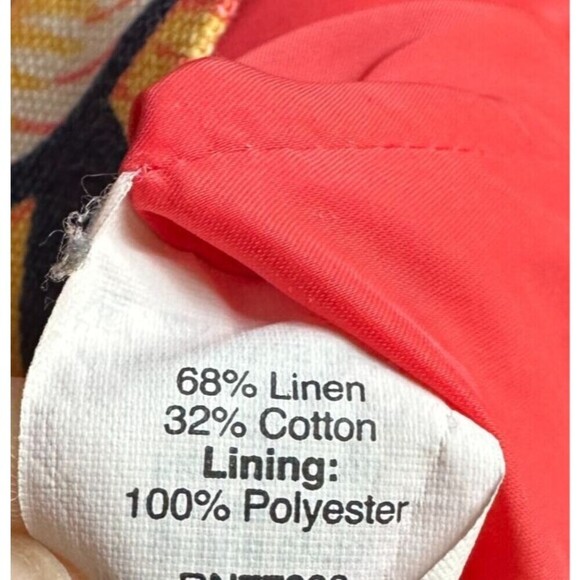 68% Linen
32% Cotton
Lining:
100% Polyester